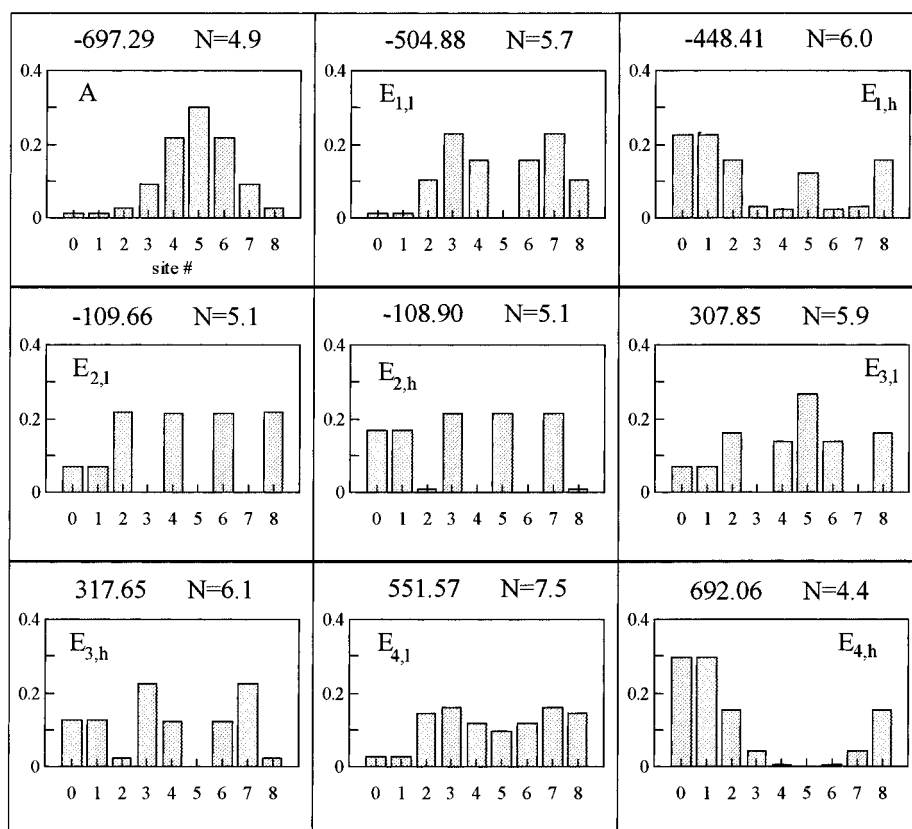 -697.29 N=4.9
-504.88 N=5.7
-448.41 N=6.0
0.4
A
0.2
0
0 1 2 3 4 5 6 7 8
site #
0.4
E1,l
0.2
0
0 1 2 3 4 5 6 7 8
0.4
E1,h
0.2
0
0 1 2 3 4 5 6 7 8
-109.66 N=5.1
-108.90 N=5.1
307.85 N=5.9
0.4
E2,l
0.2
0
0 1 2 3 4 5 6 7 8
0.4
E2,h
0.2
0
0 1 2 3 4 5 6 7 8
0.4
E3,l
0.2
0
0 1 2 3 4 5 6 7 8
317.65 N=6.1
551.57 N=7.5
692.06 N=4.4
0.4
E3,h
0.2
0
0 1 2 3 4 5 6 7 8
0.4
E4,l
0.2
0
0 1 2 3 4 5 6 7 8
0.4
E4,h
0.2
0
0 1 2 3 4 5 6 7 8